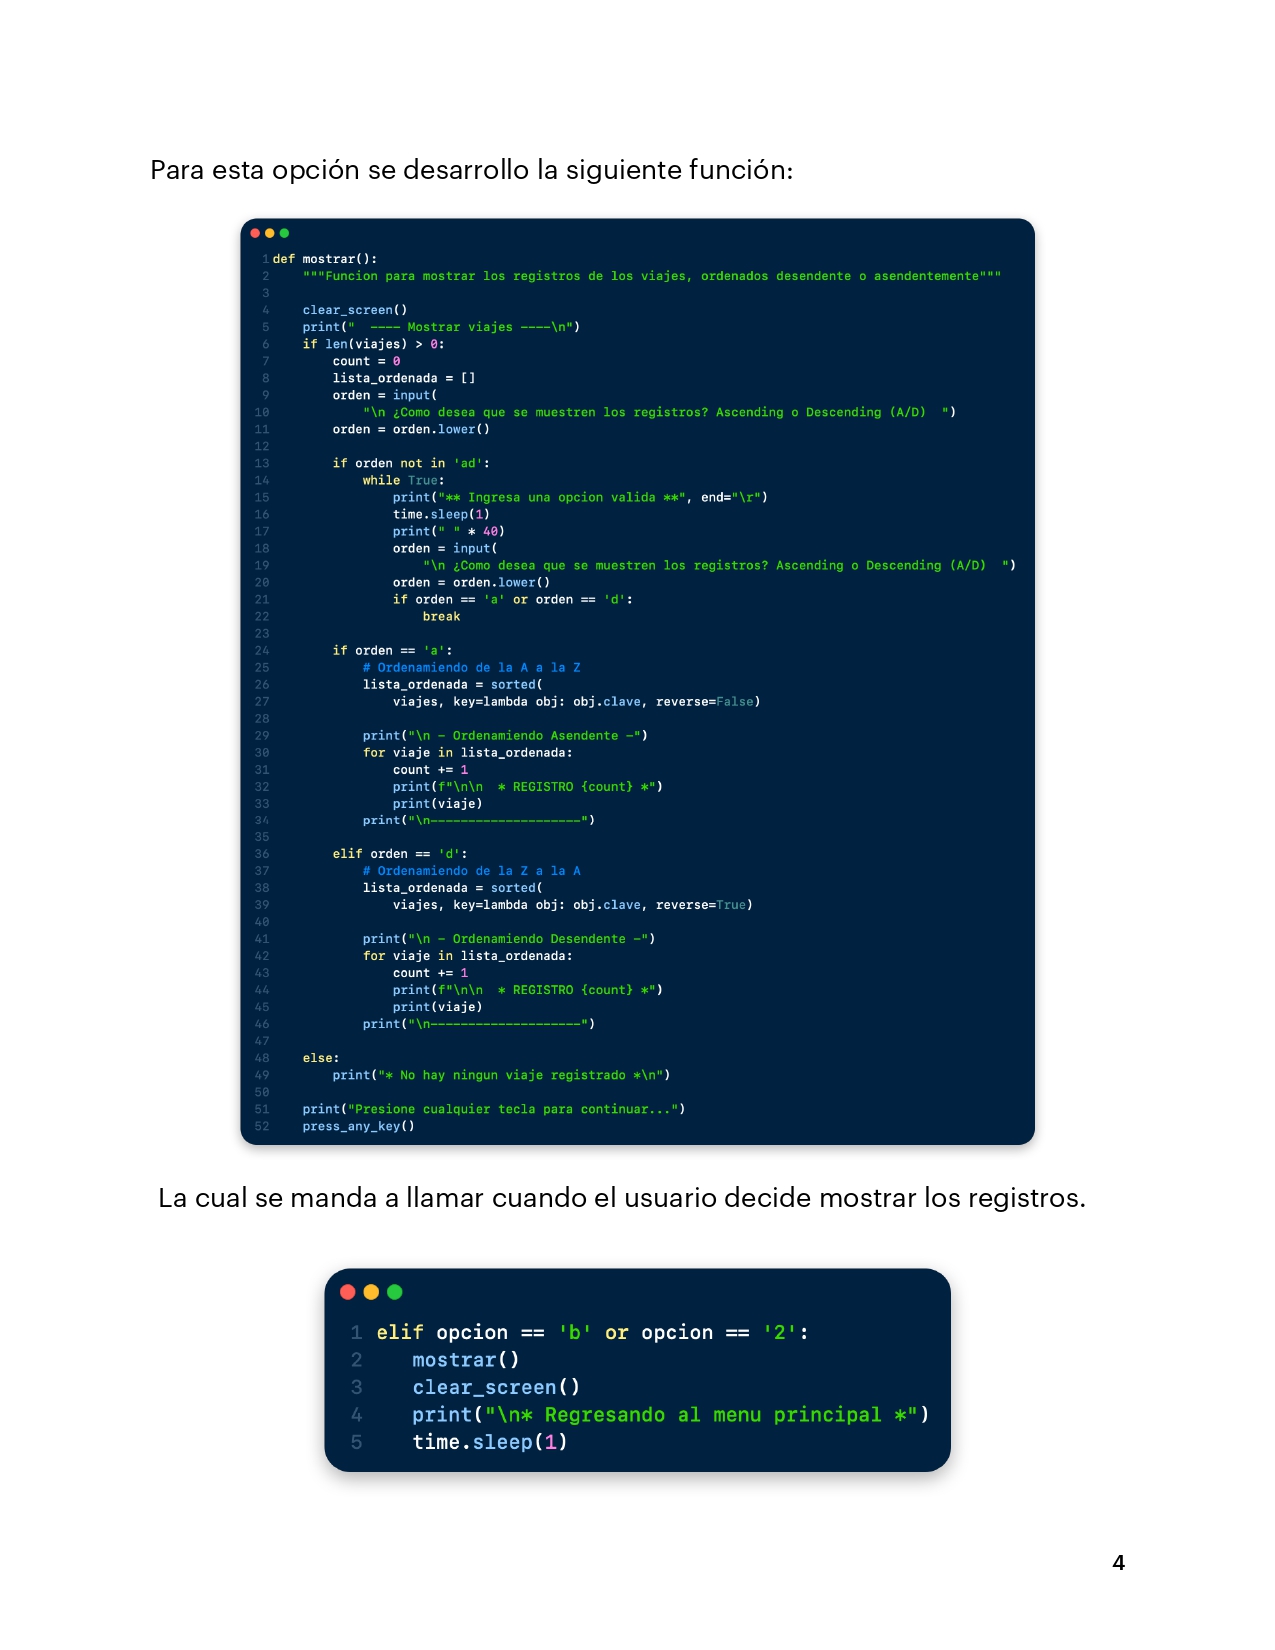 Para esta opción se desarrollo la siguiente función:
1 def mostrar():
2     """Funcion para mostrar los registros de los viajes, ordenados desendente o asendentemente"""
3
4     clear_screen()
5     print("  ---- Mostrar viajes ----\n")
6     if len(viajes) > 0:
7         count = 0
8         lista_ordenada = []
9         orden = input(
10             "\n ¿Como desea que se muestren los registros? Ascending o Descending (A/D)  ")
11         orden = orden.lower()
12
13         if orden not in 'ad':
14             while True:
15                 print("** Ingresa una opcion valida **", end="\r")
16                 time.sleep(1)
17                 print(" " * 40)
18                 orden = input(
19                     "\n ¿Como desea que se muestren los registros? Ascending o Descending (A/D)  ")
20                 orden = orden.lower()
21                 if orden == 'a' or orden == 'd':
22                     break
23
24         if orden == 'a':
25             # Ordenamiendo de la A a la Z
26             lista_ordenada = sorted(
27                 viajes, key=lambda obj: obj.clave, reverse=False)
28
29             print("\n - Ordenamiendo Asendente -")
30             for viaje in lista_ordenada:
31                 count += 1
32                 print(f"\n\n  * REGISTRO {count} *")
33                 print(viaje)
34             print("\n--------------------")
35
36         elif orden == 'd':
37             # Ordenamiendo de la Z a la A
38             lista_ordenada = sorted(
39                 viajes, key=lambda obj: obj.clave, reverse=True)
40
41             print("\n - Ordenamiendo Desendente -")
42             for viaje in lista_ordenada:
43                 count += 1
44                 print(f"\n\n  * REGISTRO {count} *")
45                 print(viaje)
46             print("\n--------------------")
47
48     else:
49         print("* No hay ningun viaje registrado *\n")
50
51     print("Presione cualquier tecla para continuar...")
52     press_any_key()
La cual se manda a llamar cuando el usuario decide mostrar los registros.
1 elif opcion == 'b' or opcion == '2':
2    mostrar()
3    clear_screen()
4    print("\n* Regresando al menu principal *")
5    time.sleep(1)
4